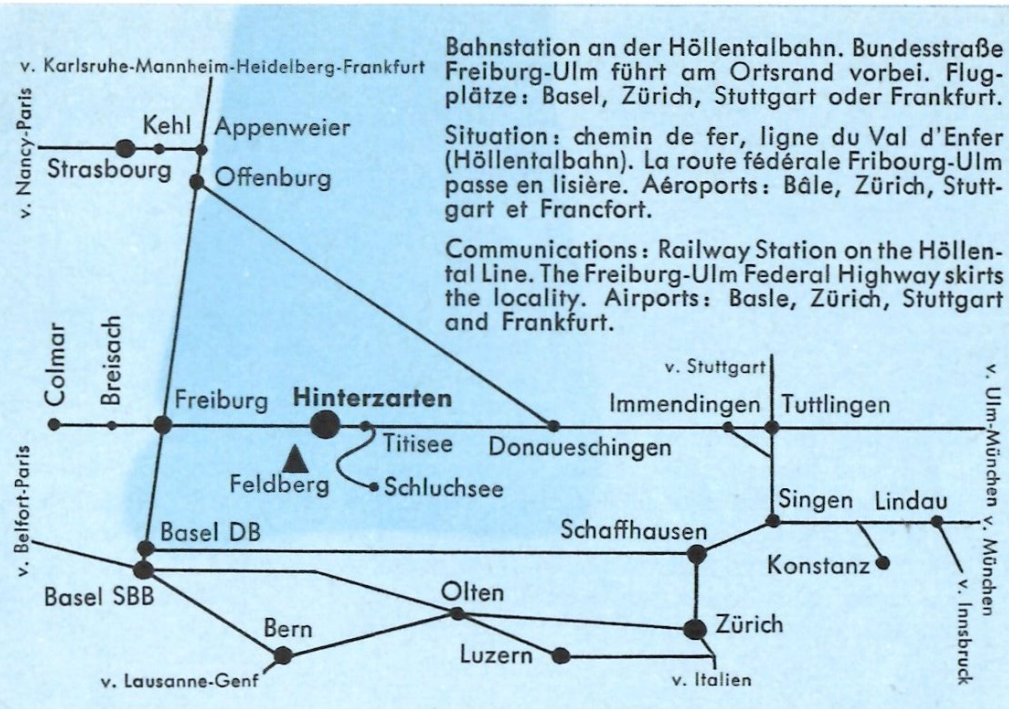 Bahnstation an der Höllentalbahn. Bundesstraße
Freiburg-Ulm führt am Ortsrand vorbei. Flug-
plätze: Basel, Zürich, Stuttgart oder Frankfurt.
Situation: chemin de fer, ligne du Val d'Enfer
(Höllentalbahn). La route fédérale Fribourg-Ulm
passe en lisière. Aéroports: Bâle, Zürich, Stutt-
gart et Francfort.
Communications: Railway Station on the Höllen-
tal Line. The Freiburg-Ulm Federal Highway skirts
the locality. Airports: Basle, Zürich, Stuttgart
and Frankfurt.
v. Karlsruhe-Mannheim-Heidelberg-Frankfurt
v. Nancy-Paris
Kehl
Appenweier
Strasbourg
Offenburg
Colmar
Breisach
Freiburg
Hinterzarten
Titisee
Feldberg
Schluchsee
Donaueschingen
v. Stuttgart
Immendingen
Tuttlingen
v. Ulm-München
v. Belfort-Paris
Basel DB
Schaffhausen
Singen
Lindau
Konstanz
v. München
v. Innsbruck
Basel SBB
Olten
Bern
Zürich
Luzern
v. Lausanne-Genf
v. Italien